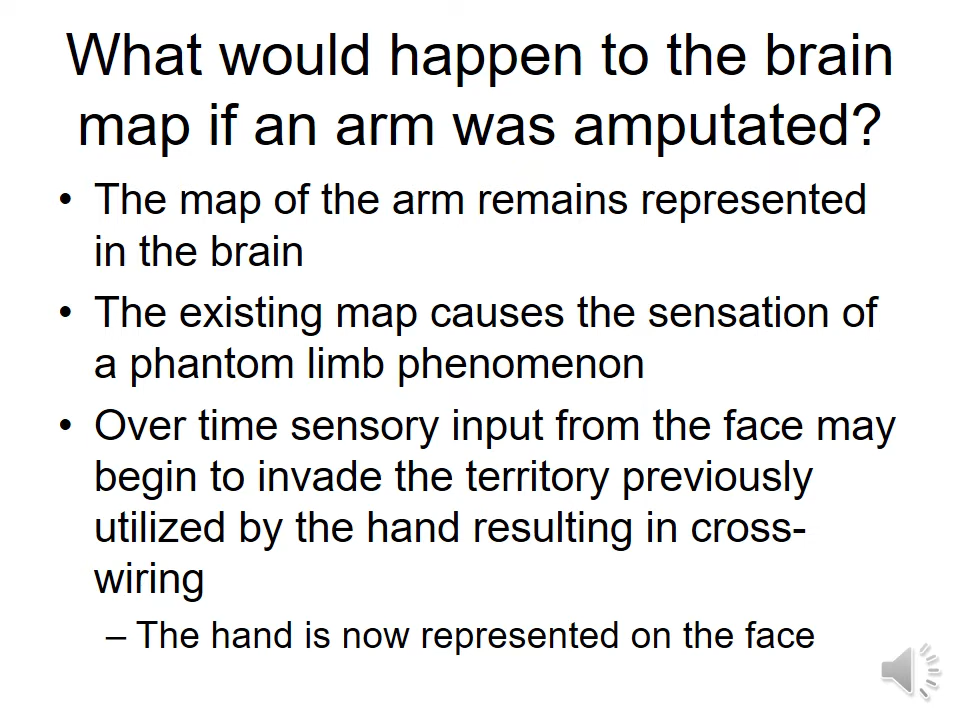 What would happen to the brain
map if an arm was amputated?
• The map of the arm remains represented
in the brain
• The existing map causes the sensation of
a phantom limb phenomenon
• Over time sensory input from the face may
begin to invade the territory previously
utilized by the hand resulting in cross-
wiring
– The hand is now represented on the face